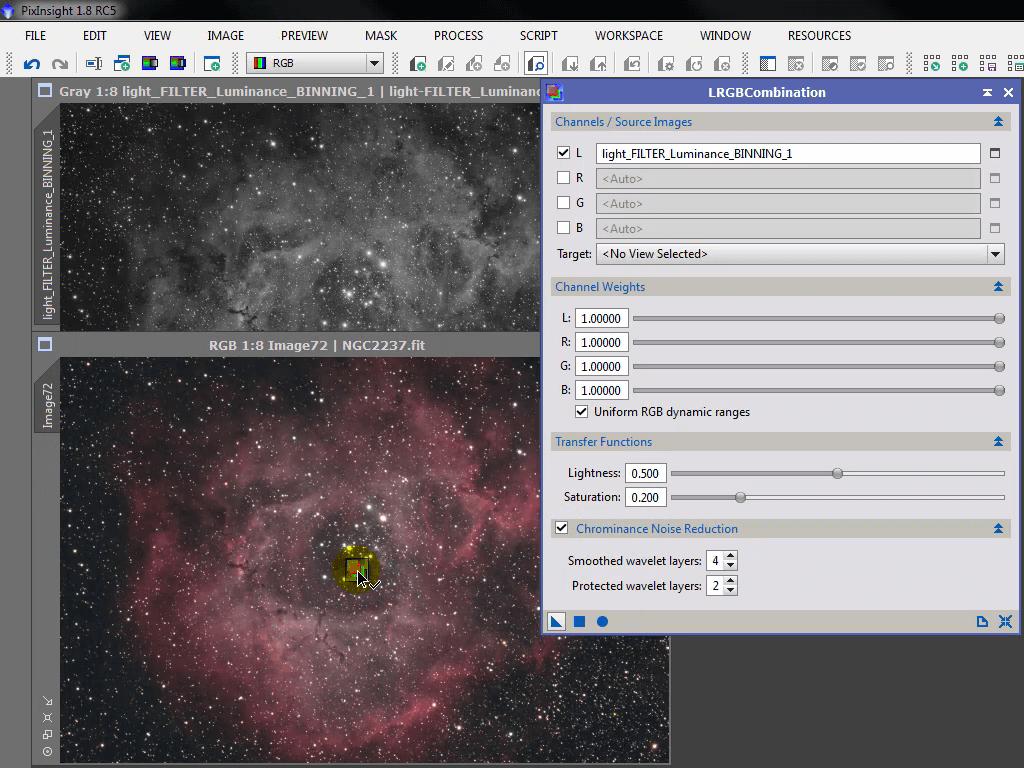 PixInsight 1.8 RC5
FILE EDIT VIEW IMAGE PREVIEW MASK PROCESS SCRIPT WORKSPACE WINDOW RESOURCES
RGB
Gray 1:8 light_FILTER_Luminance_BINNING_1 | light-FILTER_Luminanc
light_FILTER_Luminance_BINNING_1
RGB 1:8 Image72 | NGC2237.fit
Image72
LRGBCombination
Channels / Source Images
L light_FILTER_Luminance_BINNING_1
R <Auto>
G <Auto>
B <Auto>
Target: <No View Selected>
Channel Weights
L: 1.00000
R: 1.00000
G: 1.00000
B: 1.00000
Uniform RGB dynamic ranges
Transfer Functions
Lightness: 0.500
Saturation: 0.200
Chrominance Noise Reduction
Smoothed wavelet layers: 4
Protected wavelet layers: 2